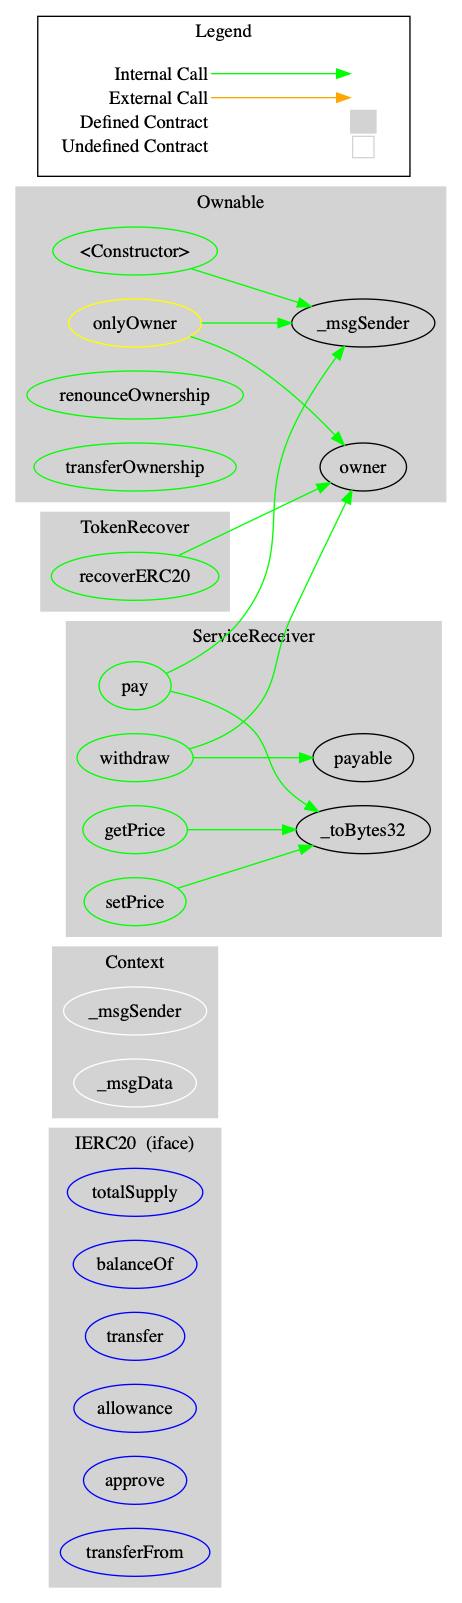 Legend
Internal Call
External Call
Defined Contract
Undefined Contract
Ownable
<Constructor>
onlyOwner
_msgSender
renounceOwnership
transferOwnership
owner
TokenRecover
recoverERC20
ServiceReceiver
pay
withdraw
payable
getPrice
_toBytes32
setPrice
Context
_msgSender
_msgData
IERC20 (iface)
totalSupply
balanceOf
transfer
allowance
approve
transferFrom